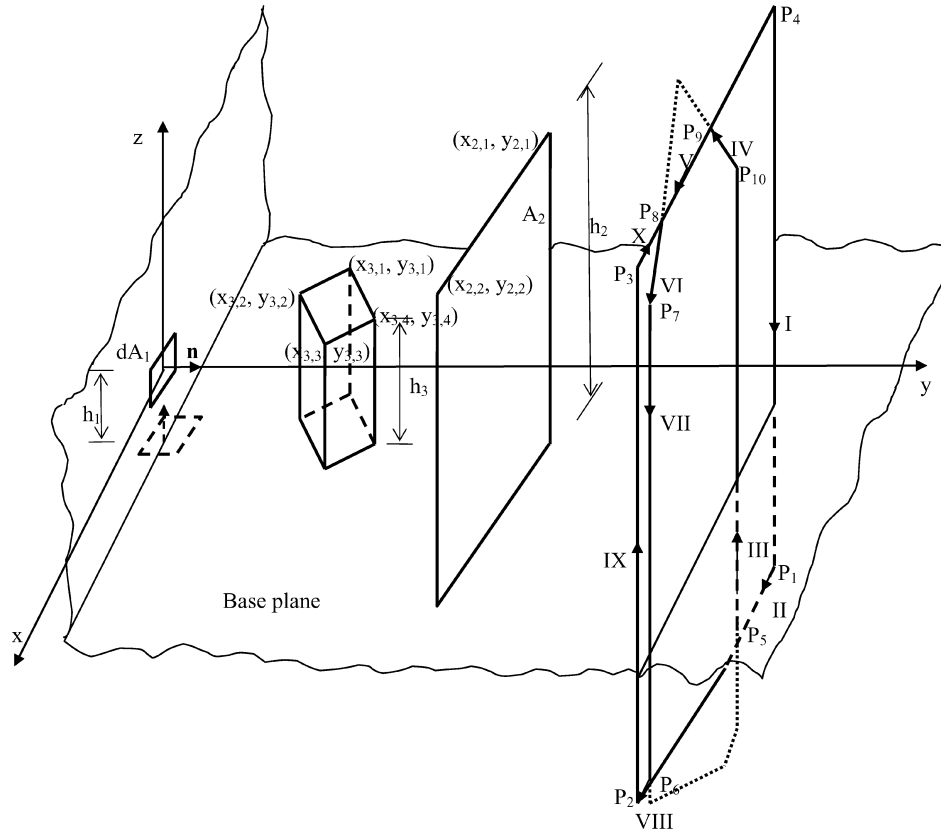 P4
z
(x2,1, y2,1)
P9
IV
V
P10
A2
h2
P8
X
(x3,1, y3,1)
P3
(x3,2, y3,2)
(x2,2, y2,2)
VI
P7
(x3,4, y3,4)
I
dA1
n
(x3,3, y3,3)
h3
y
h1
VII
IX
III
P1
Base plane
II
x
P5
P2
P6
VIII